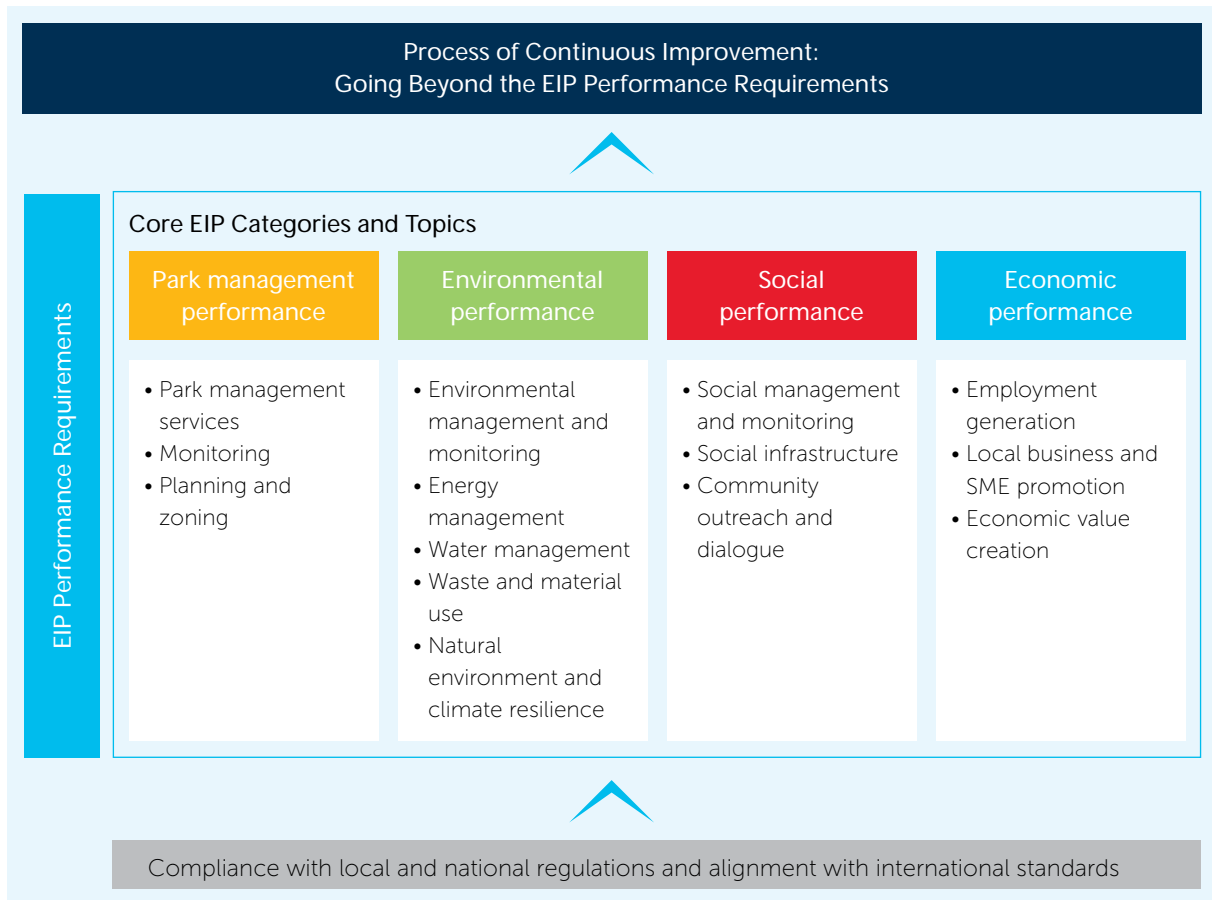 Process of Continuous Improvement:
Going Beyond the EIP Performance Requirements
EIP Performance Requirements
Core EIP Categories and Topics
Park management
performance
• Park management
services
• Monitoring
• Planning and
zoning
Environmental
performance
• Environmental
management and
monitoring
• Energy
management
• Water management
• Waste and material
use
• Natural
environment and
climate resilience
Social
performance
• Social management
and monitoring
• Social infrastructure
• Community
outreach and
dialogue
Economic
performance
• Employment
generation
• Local business and
SME promotion
• Economic value
creation
Compliance with local and national regulations and alignment with international standards